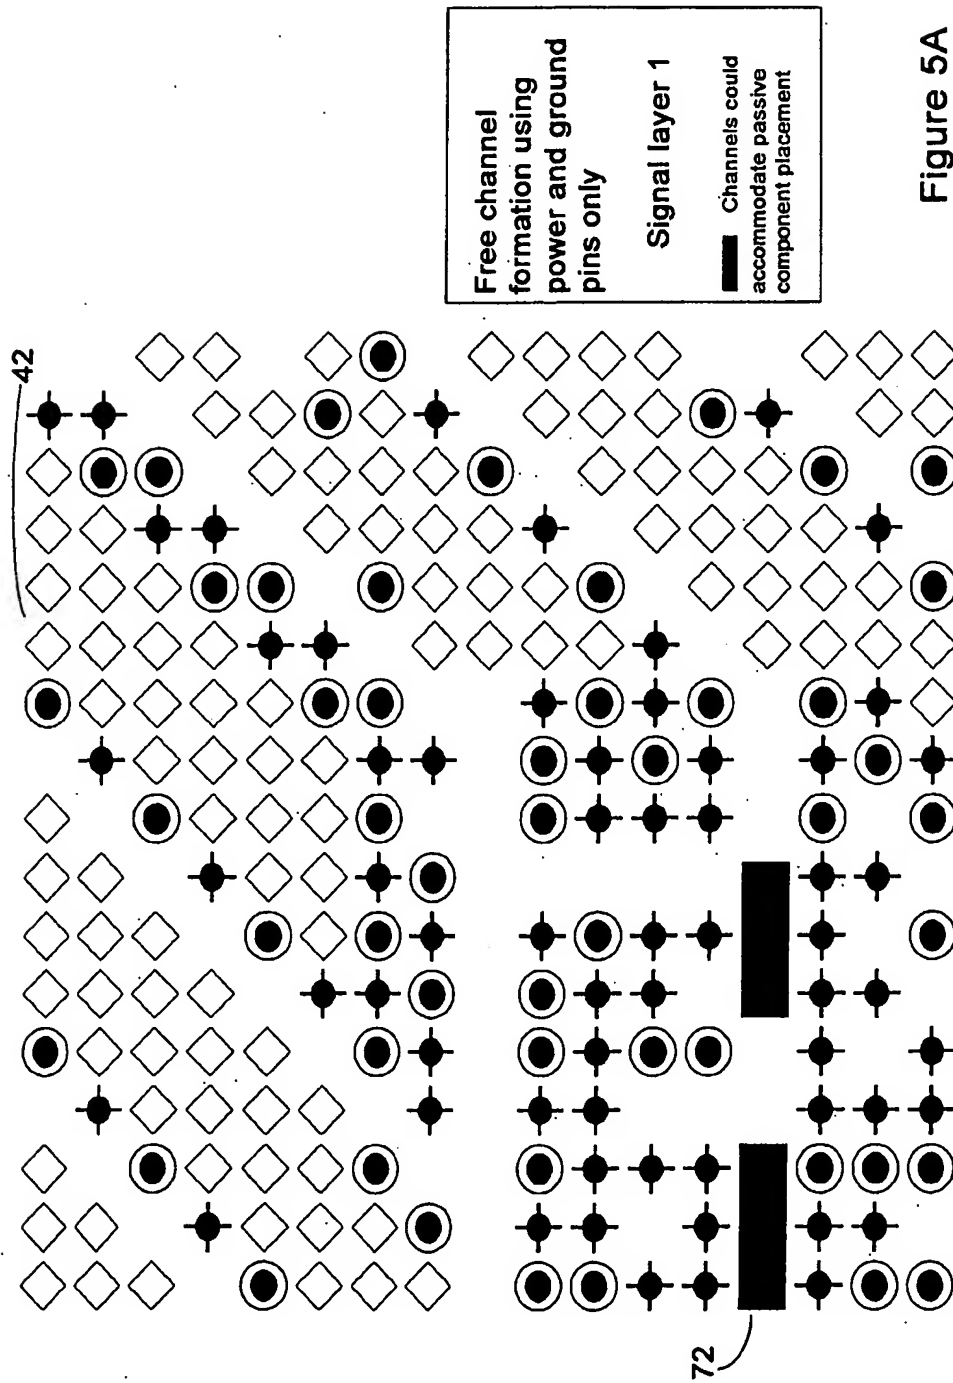 42
Free channel
formation using
power and ground
pins only
Signal layer 1
Channels could
accommodate passive
component placement
72
Figure 5A